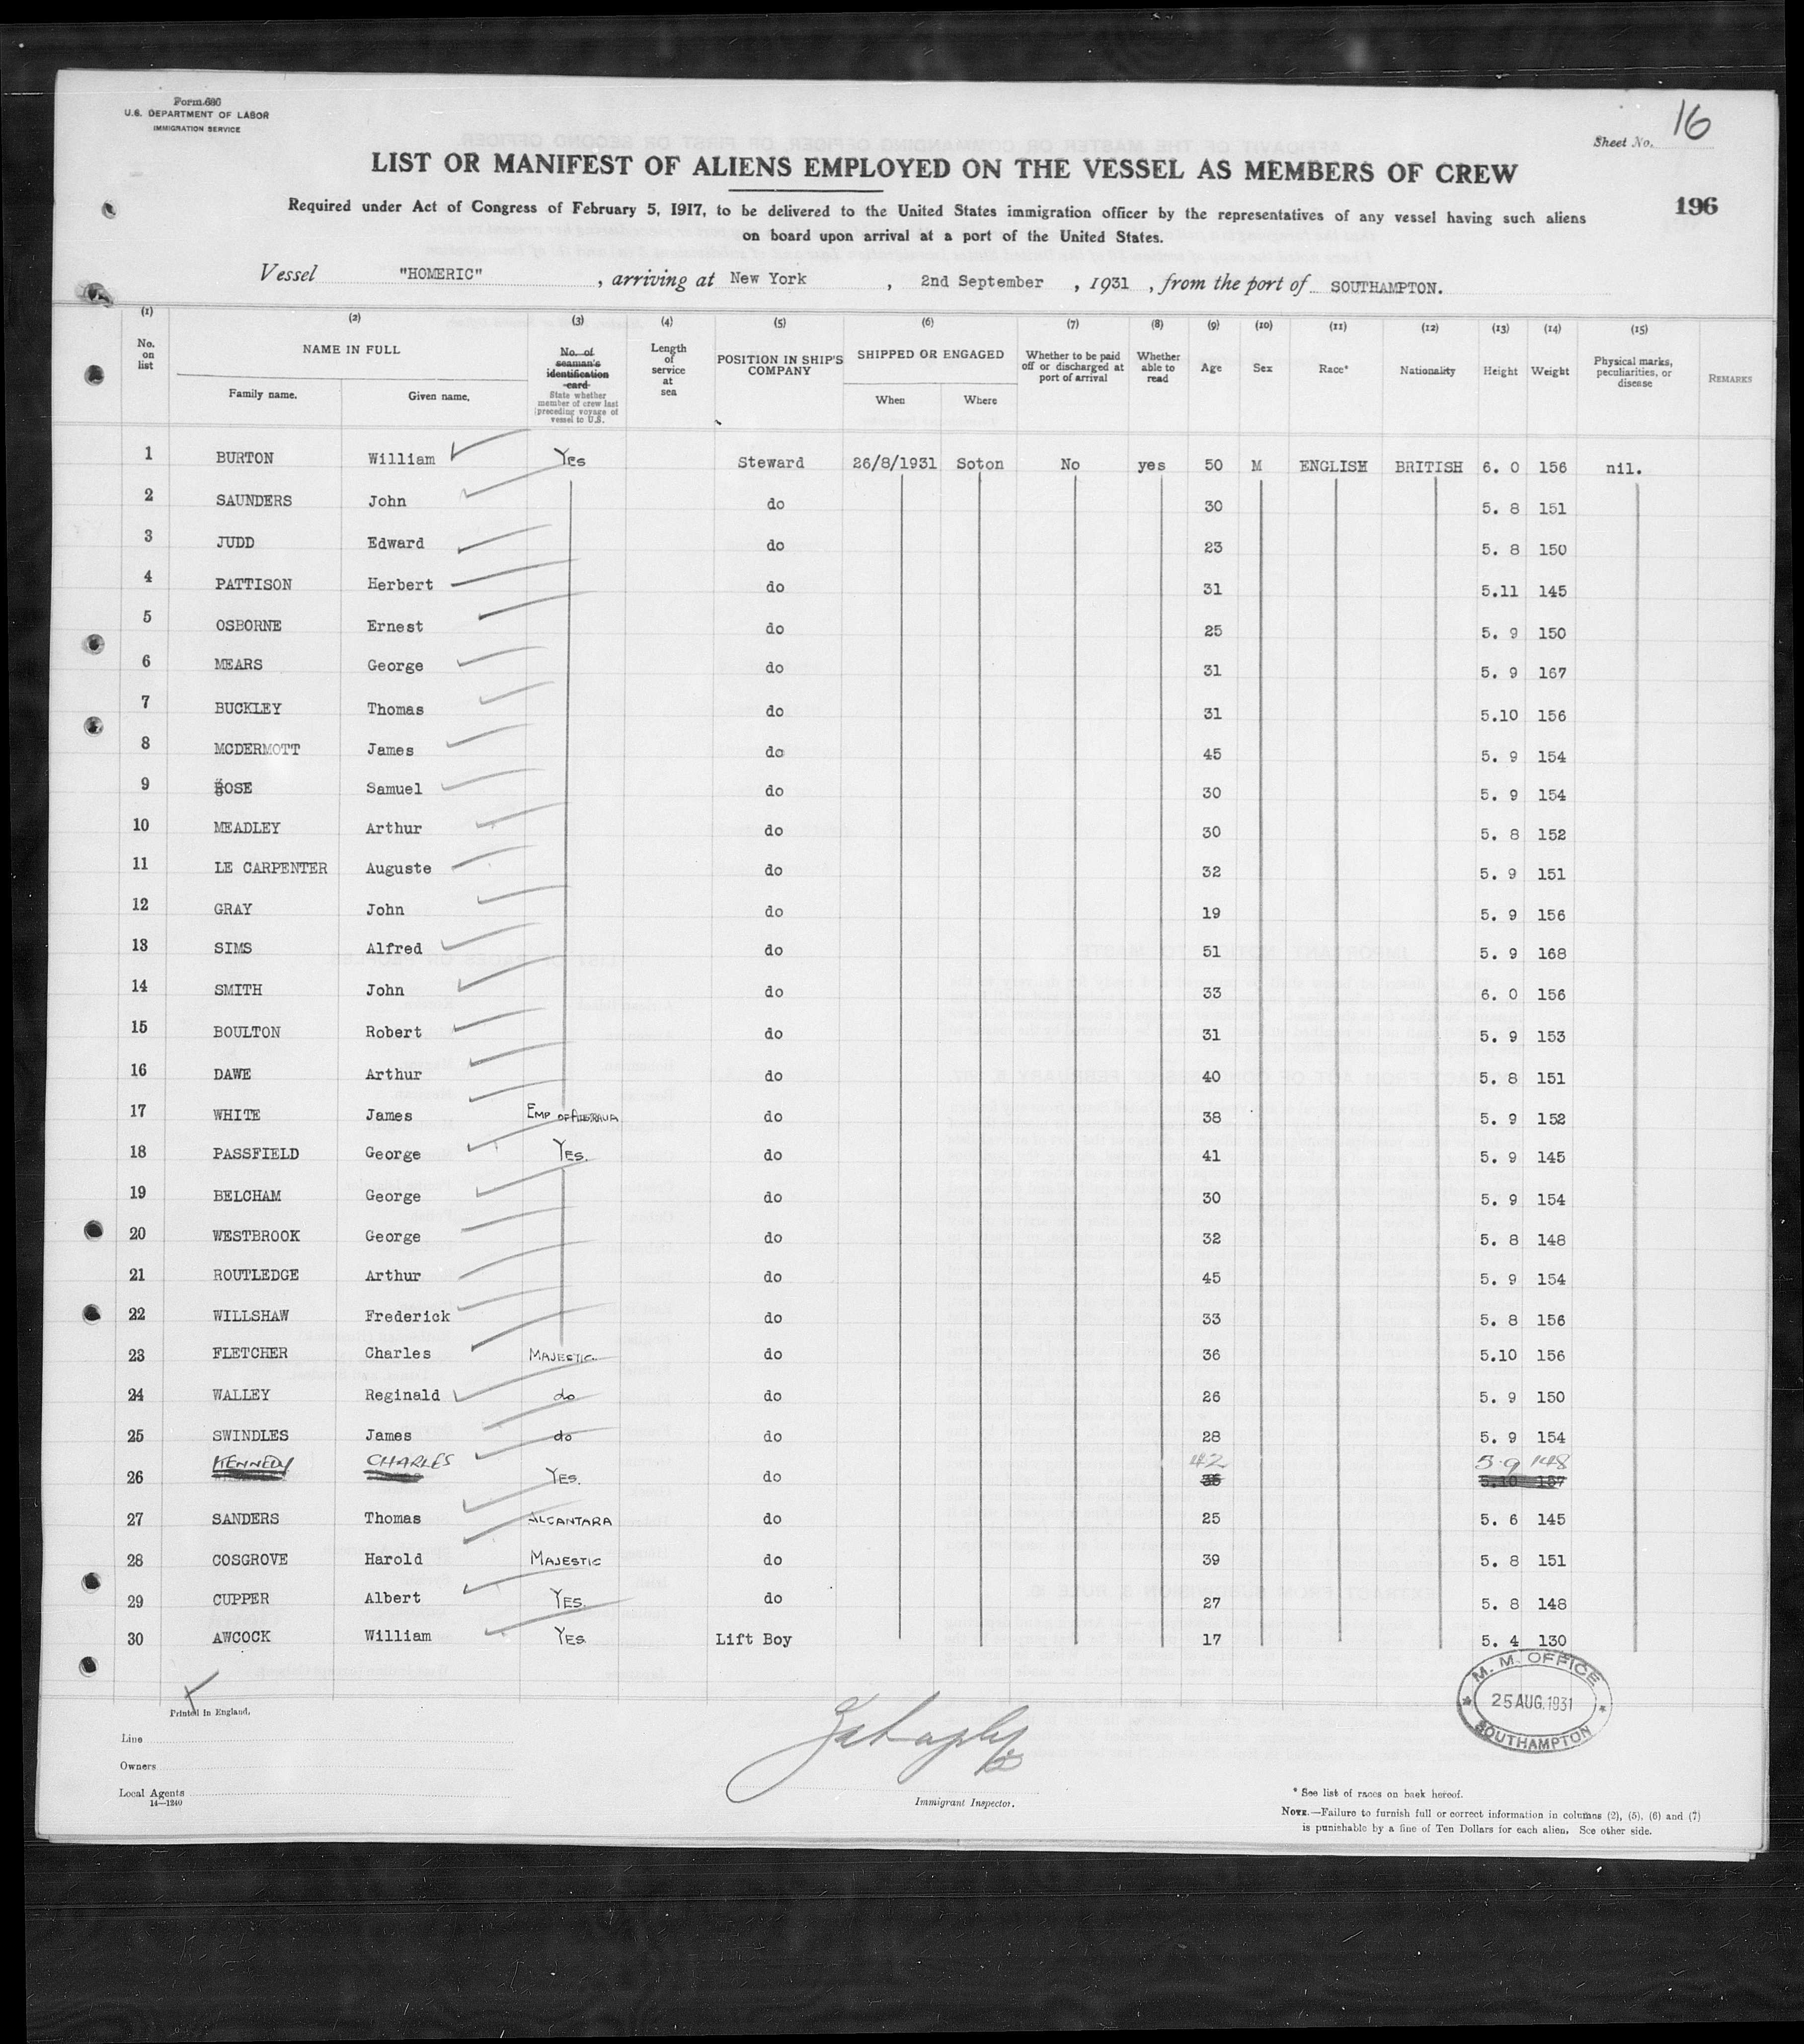 Form 680
U.S. DEPARTMENT OF LABOR
IMMIGRATION SERVICE
Sheet No. 16
LIST OR MANIFEST OF ALIENS EMPLOYED ON THE VESSEL AS MEMBERS OF CREW
196
Required under Act of Congress of February 5, 1917, to be delivered to the United States immigration officer by the representatives of any vessel having such aliens
on board upon arrival at a port of the United States.
Vessel "HOMERIC", arriving at New York, 2nd September, 1931, from the port of SOUTHAMPTON.
(1) (2) (3) (4) (5) (6) (7) (8) (9) (10) (11) (12) (13) (14) (15)
No. on list
NAME IN FULL
Family name. Given name.
No. of seaman's identification card
State whether member of crew last preceding voyage of vessel to U.S.
Length of service at sea
POSITION IN SHIP'S COMPANY
SHIPPED OR ENGAGED
When Where
Whether to be paid off or discharged at port of arrival
Whether able to read
Age
Sex
Race*
Nationality
Height
Weight
Physical marks, peculiarities, or disease
REMARKS
1 BURTON William Yes Steward 26/8/1931 Soton No yes 50 M ENGLISH BRITISH 6. 0 156 nil.
2 SAUNDERS John do 30 5. 8 151
3 JUDD Edward do 23 5. 8 150
4 PATTISON Herbert do 31 5.11 145
5 OSBORNE Ernest do 25 5. 9 150
6 MEARS George do 31 5. 9 167
7 BUCKLEY Thomas do 31 5.10 156
8 MCDERMOTT James do 45 5. 9 154
9 ROSE Samuel do 30 5. 9 154
10 MEADLEY Arthur do 30 5. 8 152
11 LE CARPENTER Auguste do 32 5. 9 151
12 GRAY John do 19 5. 9 156
13 SIMS Alfred do 51 5. 9 168
14 SMITH John do 33 6. 0 156
15 BOULTON Robert do 31 5. 9 153
16 DAWE Arthur do 40 5. 8 151
17 WHITE James EMP OF AUSTRALIA do 38 5. 9 152
18 PASSFIELD George YES. do 41 5. 9 145
19 BELCHAM George do 30 5. 9 154
20 WESTBROOK George do 32 5. 8 148
21 ROUTLEDGE Arthur do 45 5. 9 154
22 WILLSHAW Frederick do 33 5. 8 156
23 FLETCHER Charles MAJESTIC do 36 5.10 156
24 WALLEY Reginald do do 26 5. 9 150
25 SWINDLES James do do 28 5. 9 154
26 KENNEDY CHARLES YES. do 42 5.9 148
27 SANDERS Thomas ALCANTARA do 25 5. 6 145
28 COSGROVE Harold MAJESTIC do 39 5. 8 151
29 CUPPER Albert YES. do 27 5. 8 148
30 AWCOCK William YES Lift Boy 17 5. 4 130
M. M. OFFICE
25 AUG. 1931
SOUTHAMPTON
Printed in England.
Line
Owners
Local Agents
14—1240
Immigrant Inspector.
* See list of races on back hereof.
NOTE.—Failure to furnish full or correct information in columns (2), (5), (6) and (7)
is punishable by a fine of Ten Dollars for each alien. See other side.